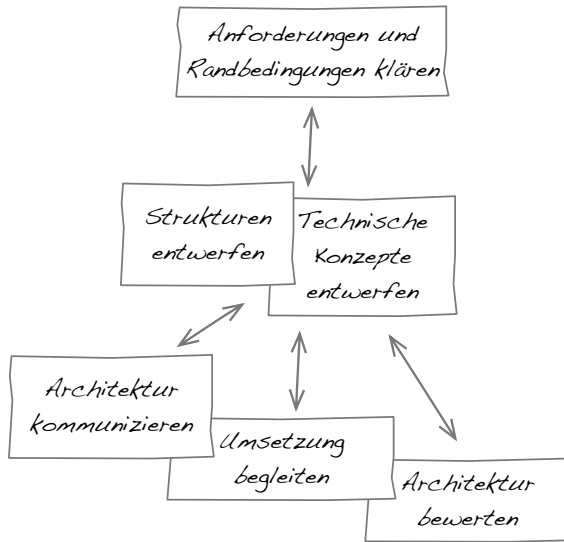 Anforderungen und
Randbedingungen klären
Strukturen
entwerfen
Technische
Konzepte
entwerfen
Architektur
kommunizieren
Umsetzung
begleiten
Architektur
bewerten